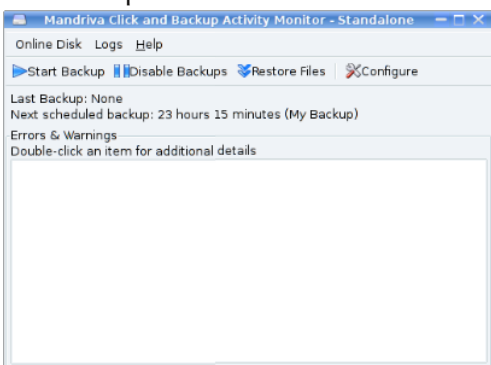 Mandriva Click and Backup Activity Monitor - Standalone
Online Disk Logs Help
Start Backup Disable Backups Restore Files Configure
Last Backup: None
Next scheduled backup: 23 hours 15 minutes (My Backup)
Errors & Warnings
Double-click an item for additional details